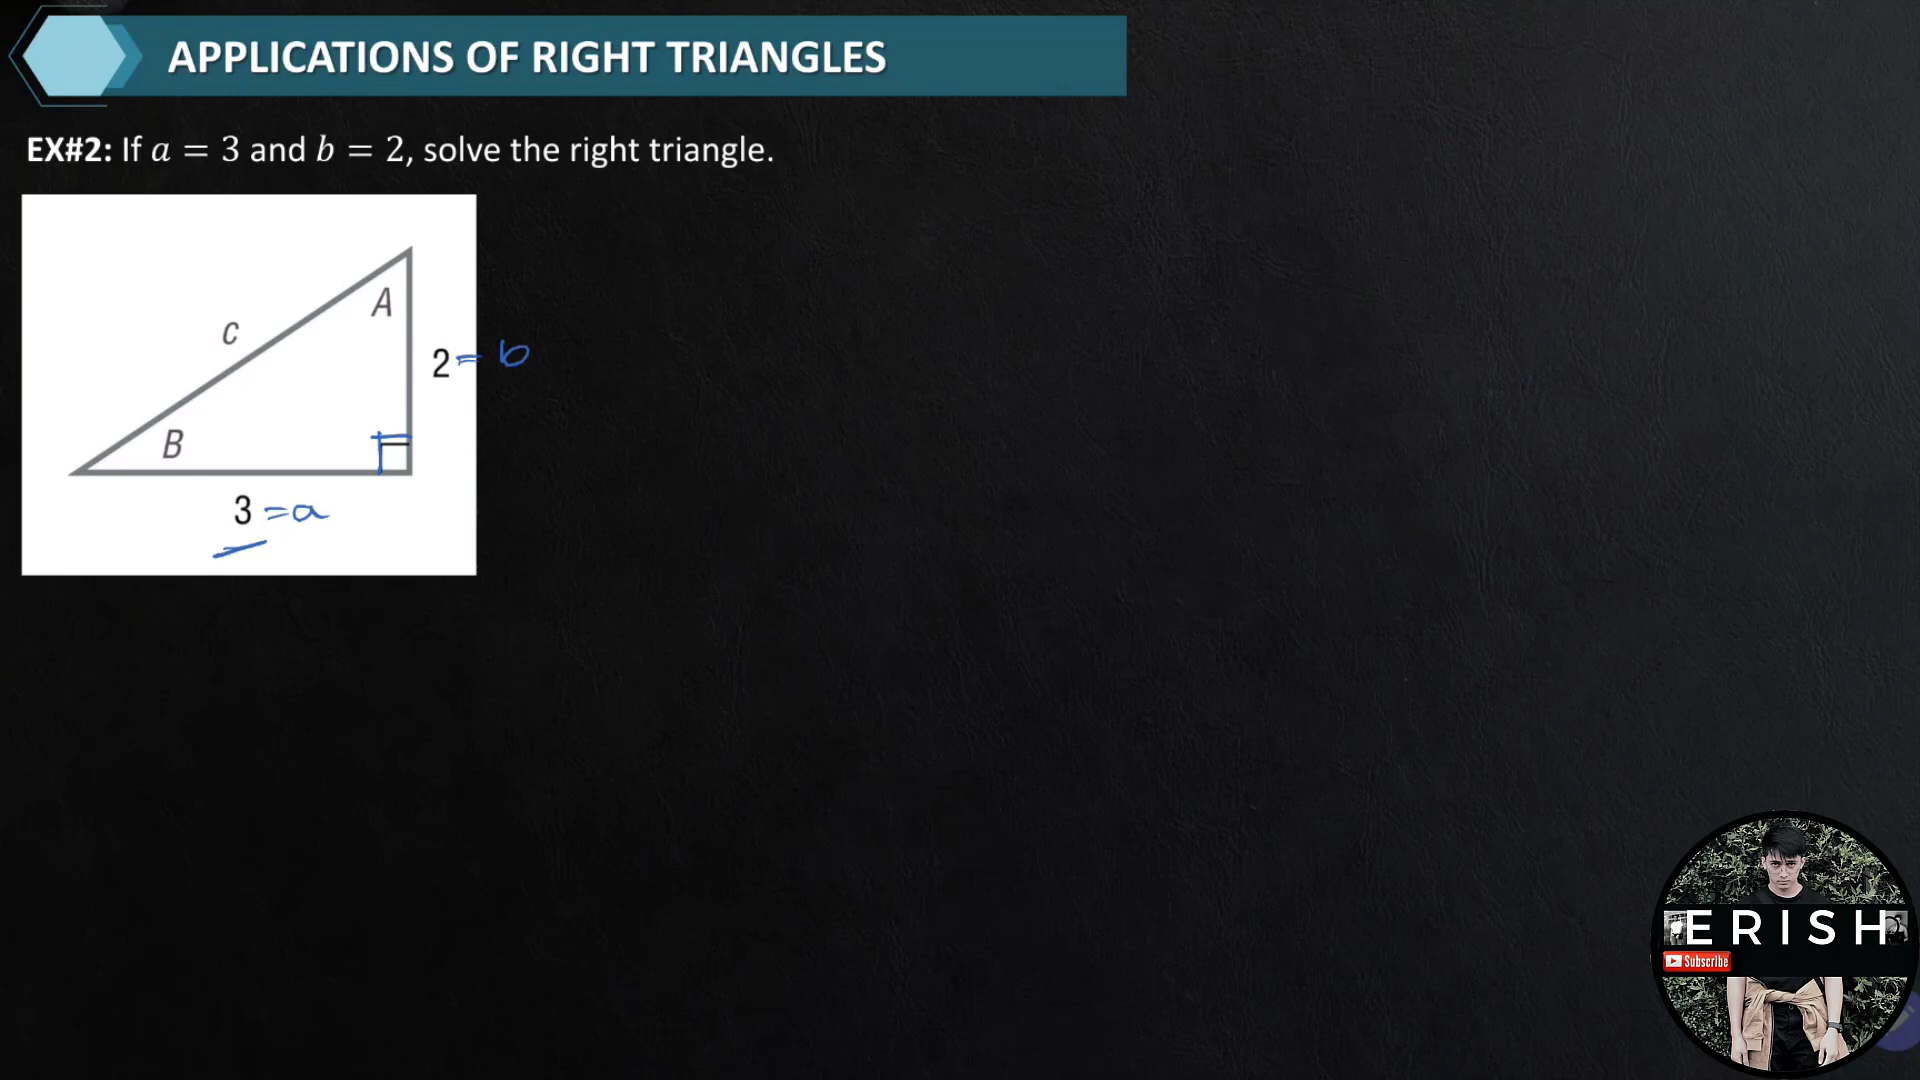 APPLICATIONS OF RIGHT TRIANGLES
EX#2: If a = 3 and b = 2, solve the right triangle.
A
c
2 = b
B
3 = a
ERISH
Subscribe